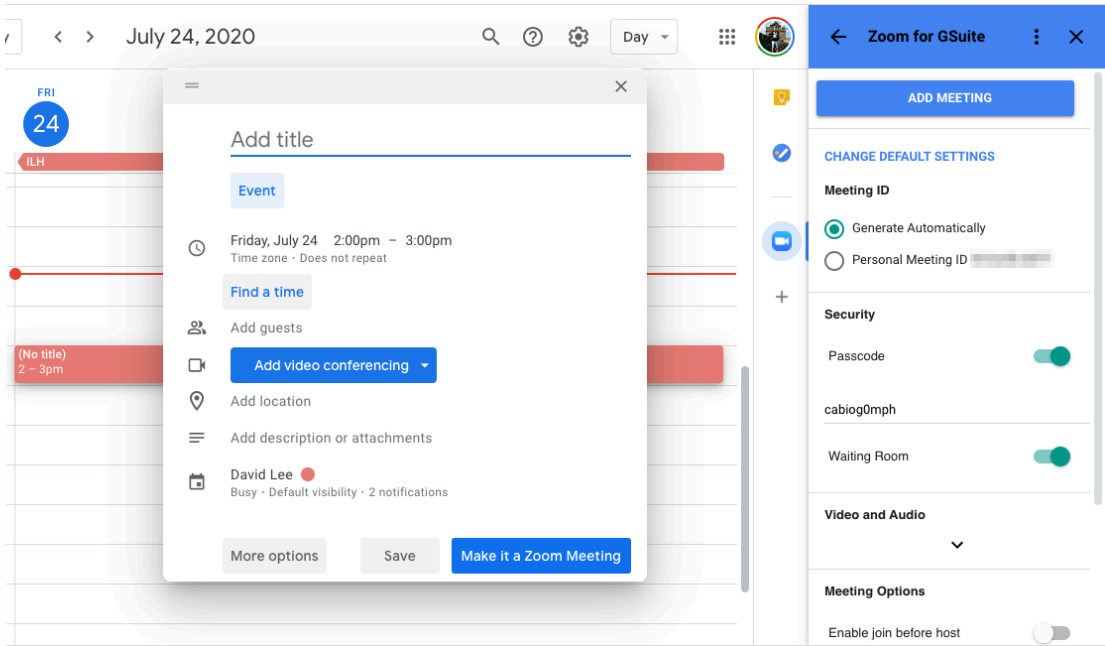 y
July 24, 2020
Day
Zoom for GSuite
FRI
24
ILH
(No title)
2 – 3pm
Add title
Event
Friday, July 24 2:00pm – 3:00pm
Time zone · Does not repeat
Find a time
Add guests
Add video conferencing
Add location
Add description or attachments
David Lee
Busy · Default visibility · 2 notifications
More options
Save
Make it a Zoom Meeting
ADD MEETING
CHANGE DEFAULT SETTINGS
Meeting ID
Generate Automatically
Personal Meeting ID
Security
Passcode
cabiog0mph
Waiting Room
Video and Audio
Meeting Options
Enable join before host